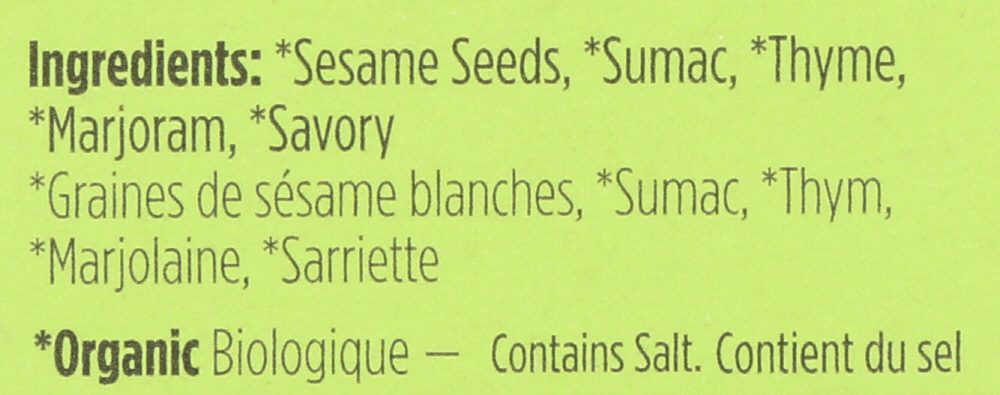 Ingredients: *Sesame Seeds, *Sumac, *Thyme,
*Marjoram, *Savory
*Graines de sésame blanches, *Sumac, *Thym,
*Marjolaine, *Sarriette
*Organic Biologique — Contains Salt. Contient du sel